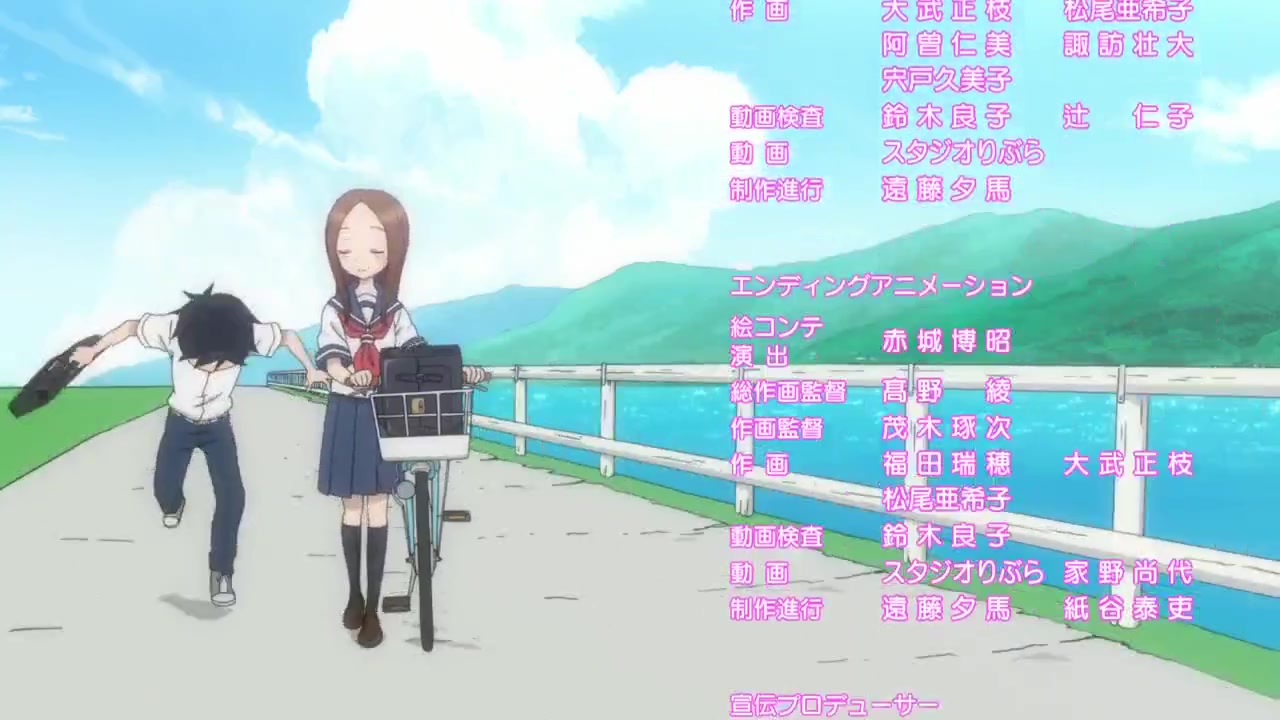 作画 大武正枝 松尾亜希子
阿曽仁美 諏訪壮大
宍戸久美子
動画検査 鈴木良子 辻 仁子
動画 スタジオりぶら
制作進行 遠藤夕馬
エンディングアニメーション
絵コンテ
演出 赤城博昭
総作画監督 髙野 綾
作画監督 茂木琢次
作画 福田瑞穂 大武正枝
松尾亜希子
動画検査 鈴木良子
動画 スタジオりぶら 家野尚代
制作進行 遠藤夕馬 紙谷泰吏
宣伝プロデューサー